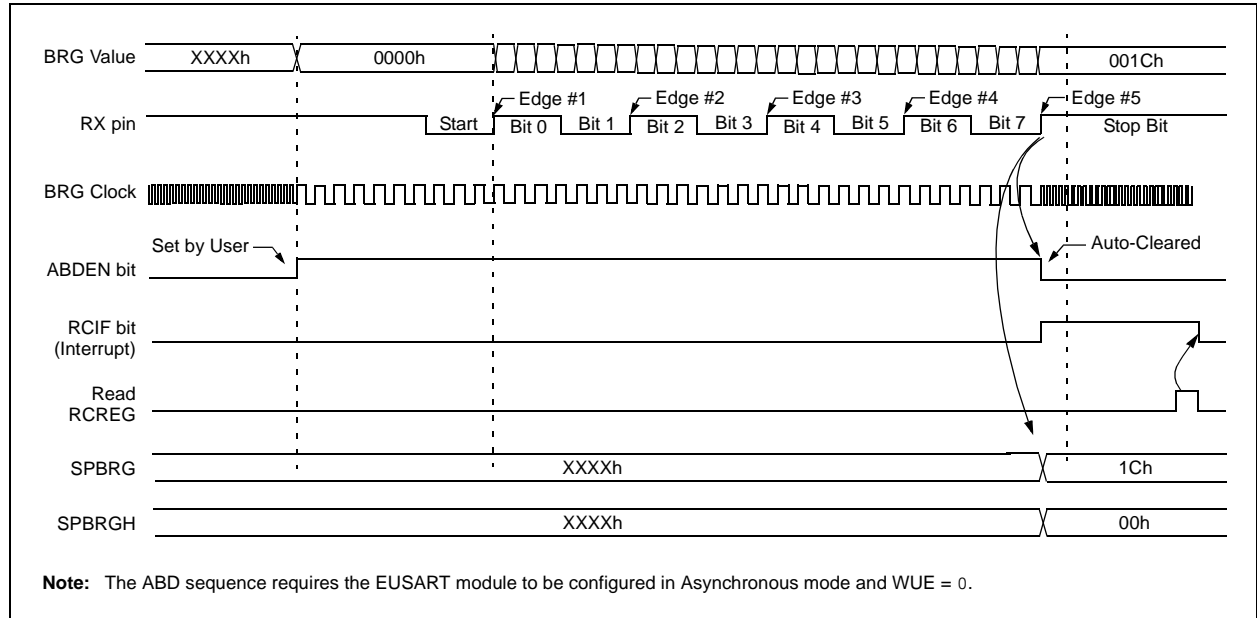 BRG Value XXXXh 0000h 001Ch
Edge #1 Edge #2 Edge #3 Edge #4 Edge #5
RX pin Start Bit 0 Bit 1 Bit 2 Bit 3 Bit 4 Bit 5 Bit 6 Bit 7 Stop Bit
BRG Clock
Set by User Auto-Cleared
ABDEN bit
RCIF bit
(Interrupt)
Read
RCREG
SPBRG XXXXh 1Ch
SPBRGH XXXXh 00h
Note: The ABD sequence requires the EUSART module to be configured in Asynchronous mode and WUE = 0.